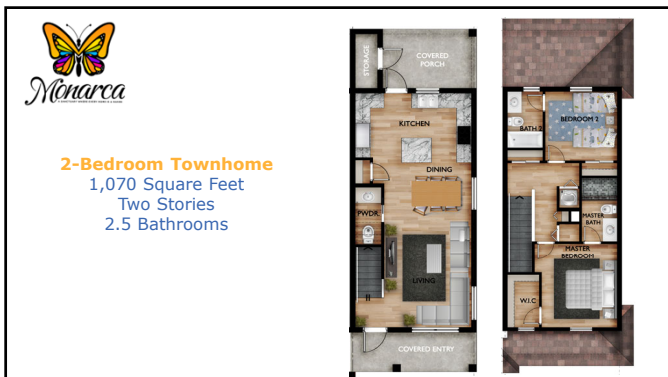 Monarca
2-Bedroom Townhome
1,070 Square Feet
Two Stories
2.5 Bathrooms
STORAGE
COVERED
PORCH
KITCHEN
DINING
PWDR
LIVING
COVERED ENTRY
BATH 2
BEDROOM 2
MASTER
BATH
MASTER
BEDROOM
W.I.C